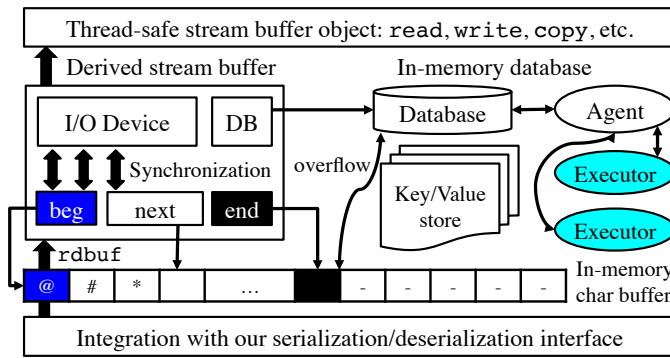 Thread-safe stream buffer object: read, write, copy, etc.
Derived stream buffer
In-memory database
I/O Device
DB
Database
Agent
Synchronization
overflow
beg
next
end
Key/Value
store
Executor
Executor
rdbuf
@ # * … - - - - -
In-memory
char buffer
Integration with our serialization/deserialization interface